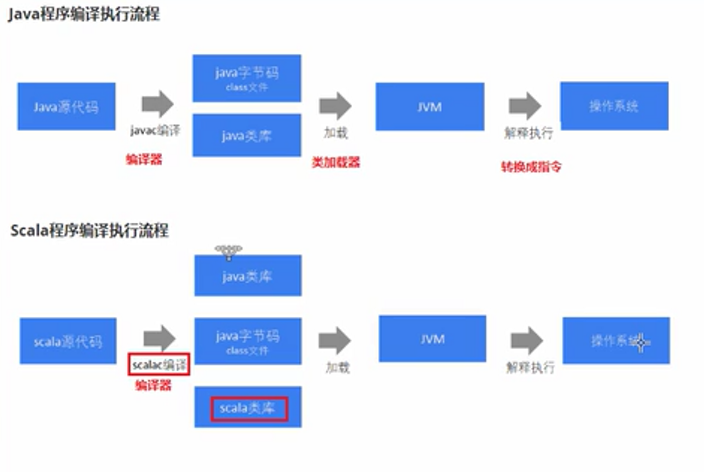 Java程序编译执行流程
Java源代码
javac编译
编译器
java字节码
class文件
java类库
加载
类加载器
JVM
解释执行
转换成指令
操作系统
Scala程序编译执行流程
scala源代码
scalac编译
编译器
java类库
java字节码
class文件
scala类库
加载
JVM
解释执行
操作系统